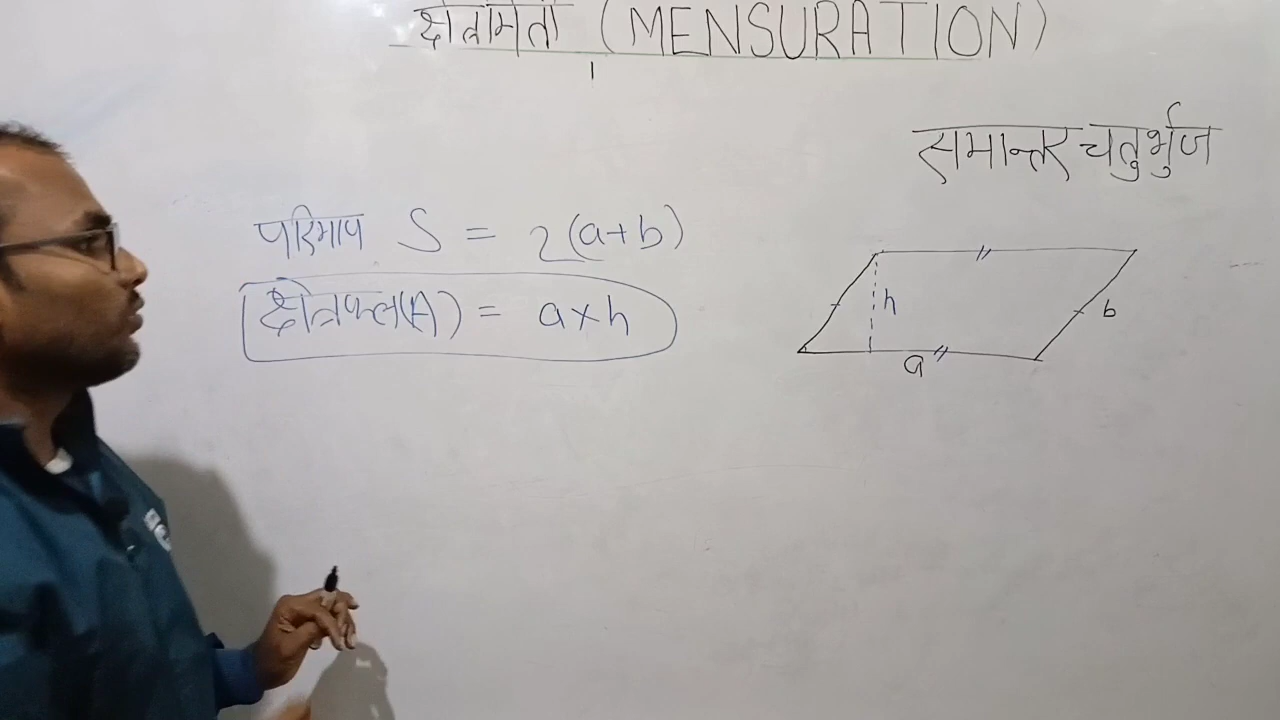 क्षेत्रमिती (MENSURATION)
समान्तर चतुर्भुज
परिमाप S = 2(a+b)
क्षेत्रफल(A) = a×h
h
b
a